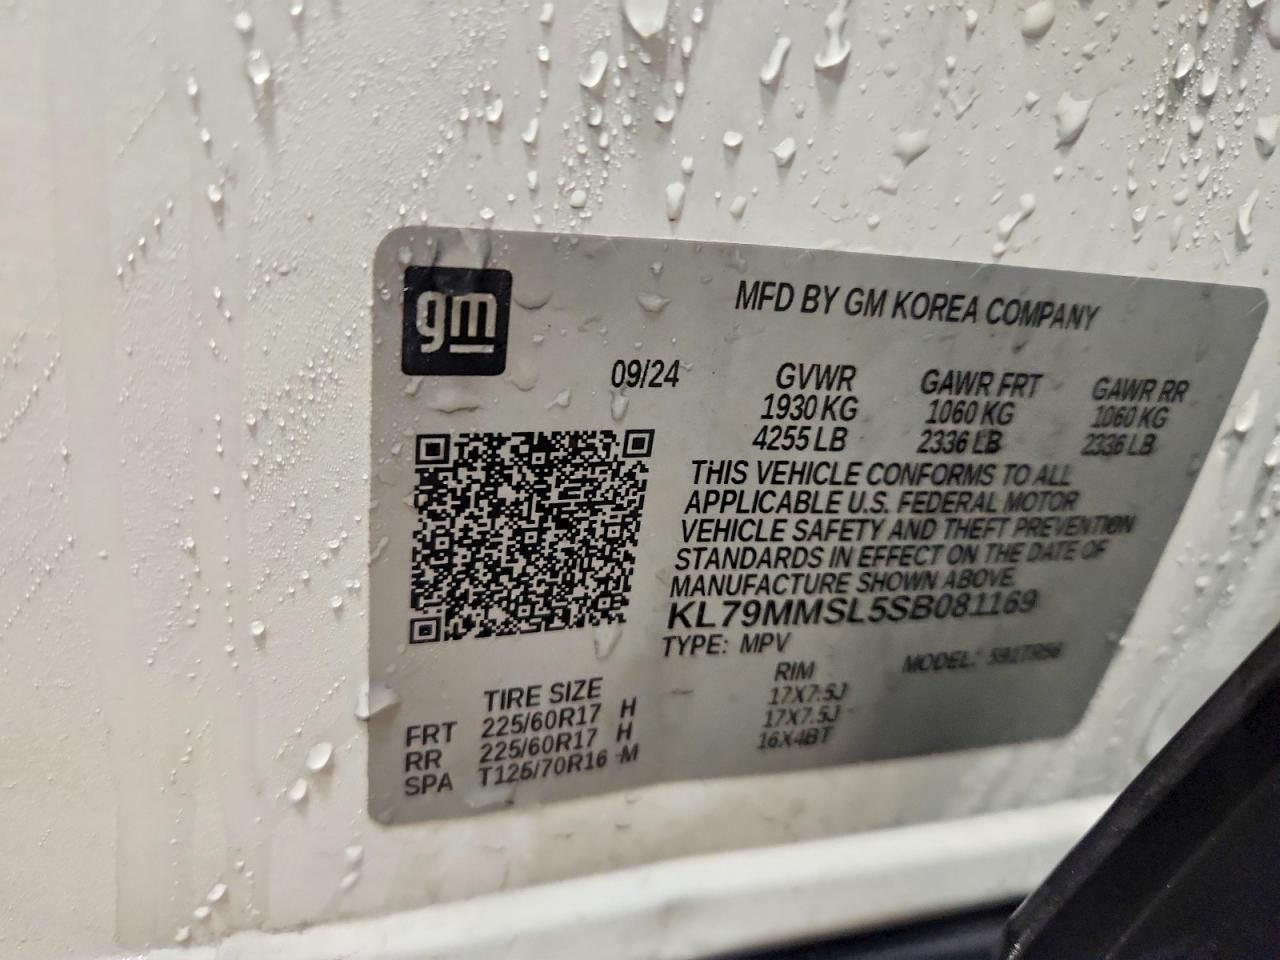 gm
MFD BY GM KOREA COMPANY
09/24 GVWR GAWR FRT GAWR RR
1930 KG 1060 KG 1060 KG
4255 LB 2336 LB 2336 LB
THIS VEHICLE CONFORMS TO ALL
APPLICABLE U.S. FEDERAL MOTOR
VEHICLE SAFETY AND THEFT PREVENTION
STANDARDS IN EFFECT ON THE DATE OF
MANUFACTURE SHOWN ABOVE.
KL79MMSL5SB081169
TYPE: MPV MODEL:
TIRE SIZE RIM
FRT 225/60R17 H 17X7.5J
RR 225/60R17 H 17X7.5J
SPA T125/70R16 M 16X4BT